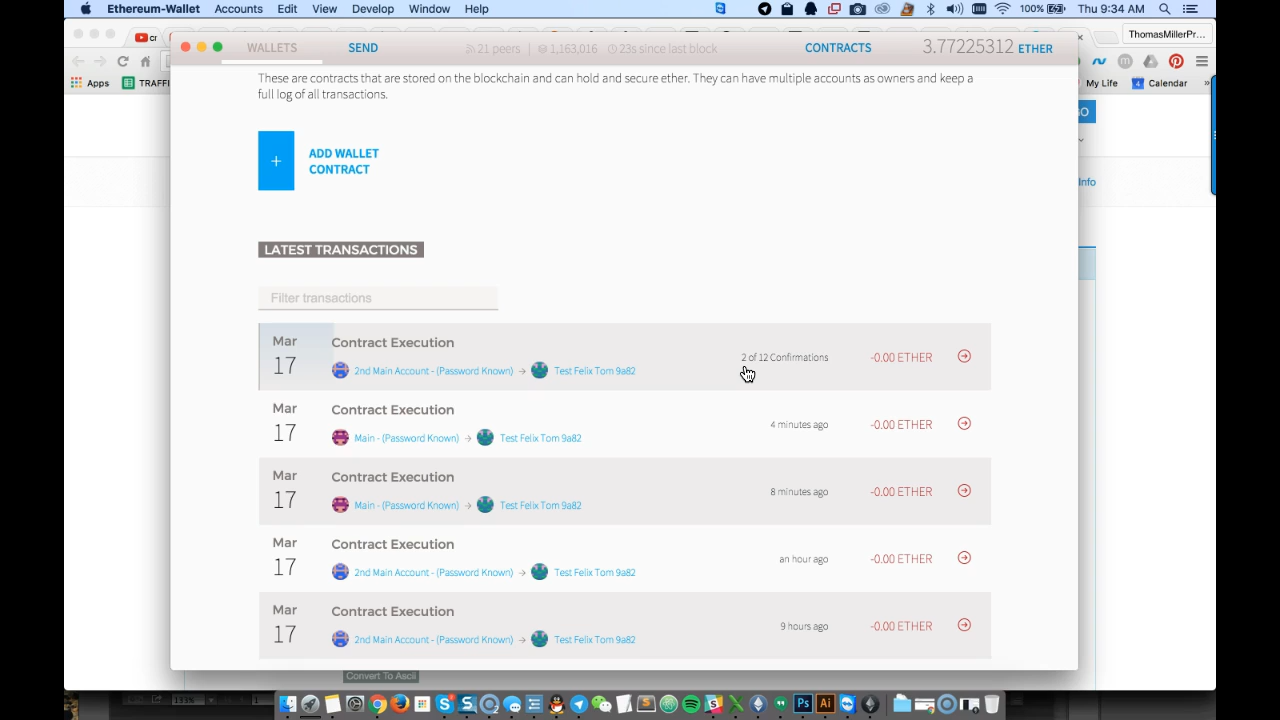 Ethereum-Wallet Accounts Edit View Develop Window Help
100% Thu 9:34 AM
ThomasMillerPr...
WALLETS SEND 21 peers | 1,163,016 23s since last block CONTRACTS 3.77225312 ETHER
Apps TRAFFI
My Life 4 Calendar »
These are contracts that are stored on the blockchain and can hold and secure ether. They can have multiple accounts as owners and keep a
full log of all transactions.
+ ADD WALLET
CONTRACT
Info
LATEST TRANSACTIONS
Filter transactions
Mar
17
Contract Execution
2nd Main Account - (Password Known) → Test Felix Tom 9a82
2 of 12 Confirmations
-0.00 ETHER
Mar
17
Contract Execution
Main - (Password Known) → Test Felix Tom 9a82
4 minutes ago
-0.00 ETHER
Mar
17
Contract Execution
Main - (Password Known) → Test Felix Tom 9a82
8 minutes ago
-0.00 ETHER
Mar
17
Contract Execution
2nd Main Account - (Password Known) → Test Felix Tom 9a82
an hour ago
-0.00 ETHER
Mar
17
Contract Execution
2nd Main Account - (Password Known) → Test Felix Tom 9a82
9 hours ago
-0.00 ETHER
Convert To Ascii